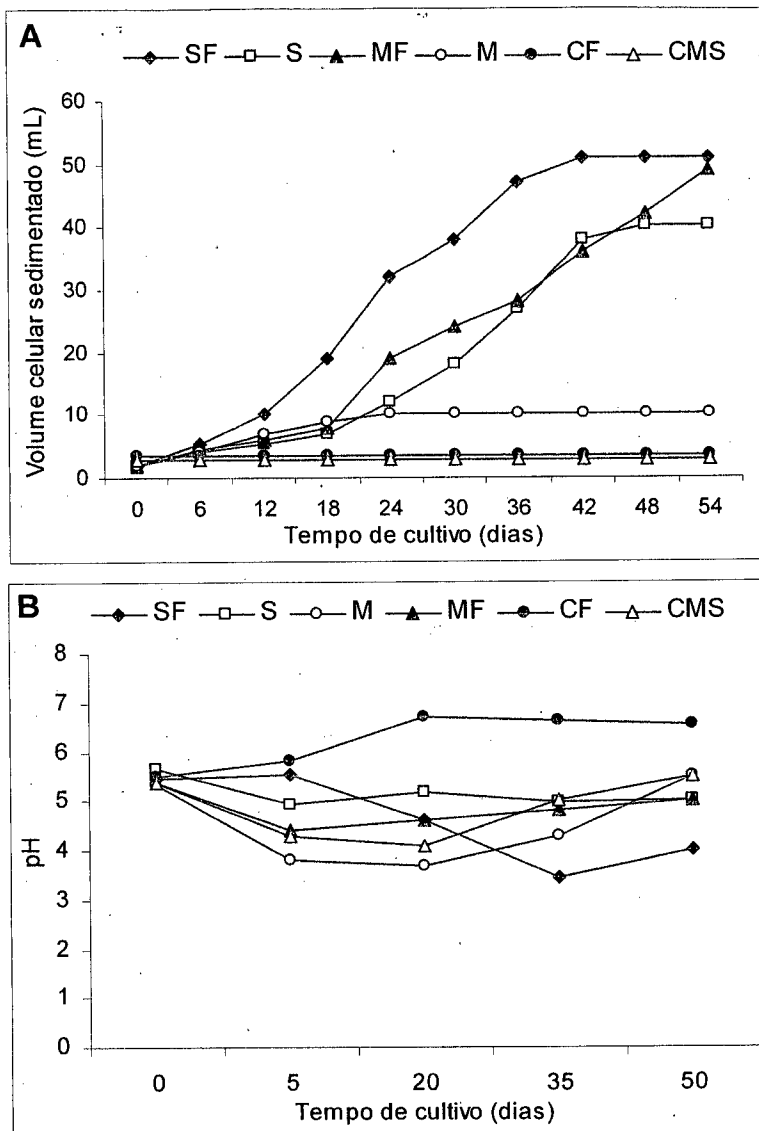 A
SF S MF M CF CMS
Volume celular sedimentado (mL)
60
50
40
30
20
10
0
0 6 12 18 24 30 36 42 48 54
Tempo de cultivo (dias)
B
SF S M MF CF CMS
pH
8
7
6
5
4
3
2
1
0
0 5 20 35 50
Tempo de cultivo (dias)